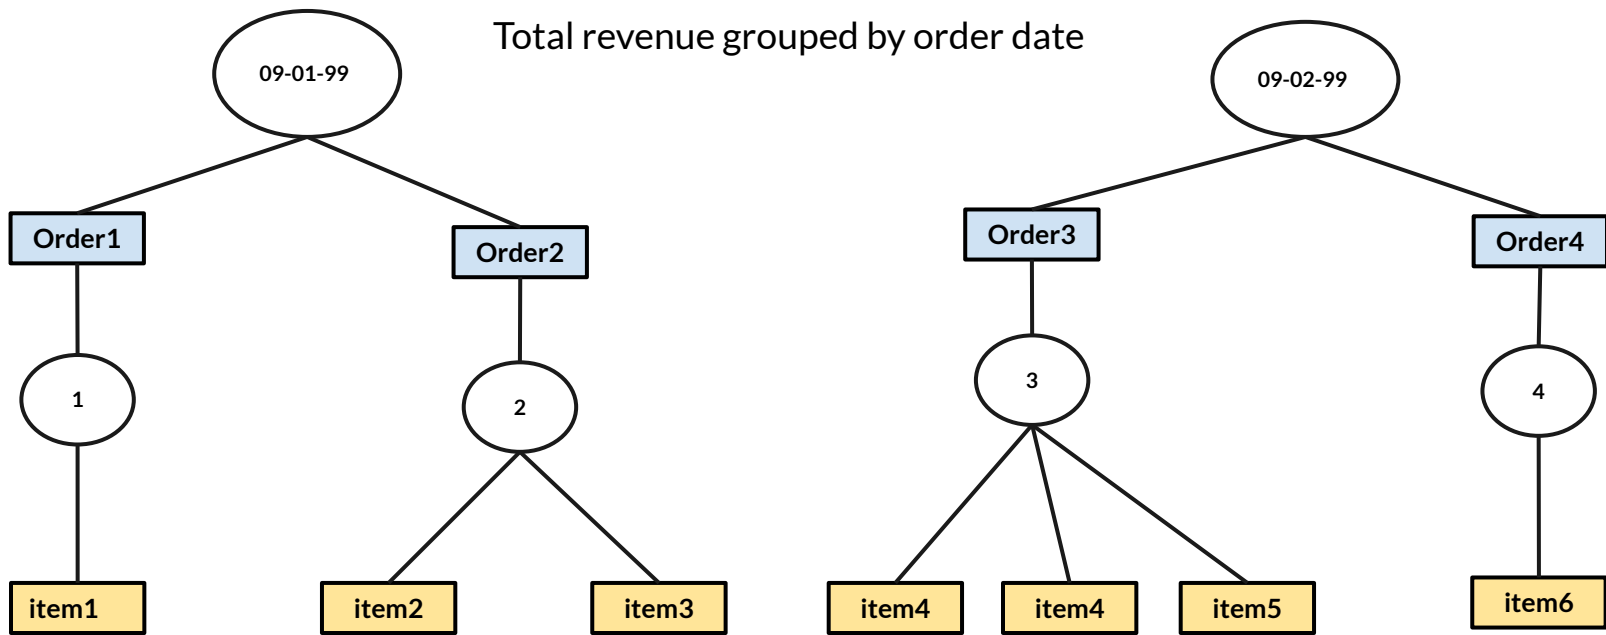 Total revenue grouped by order date
09-01-99
09-02-99
Order1
Order2
Order3
Order4
1
2
3
4
item1
item2
item3
item4
item4
item5
item6